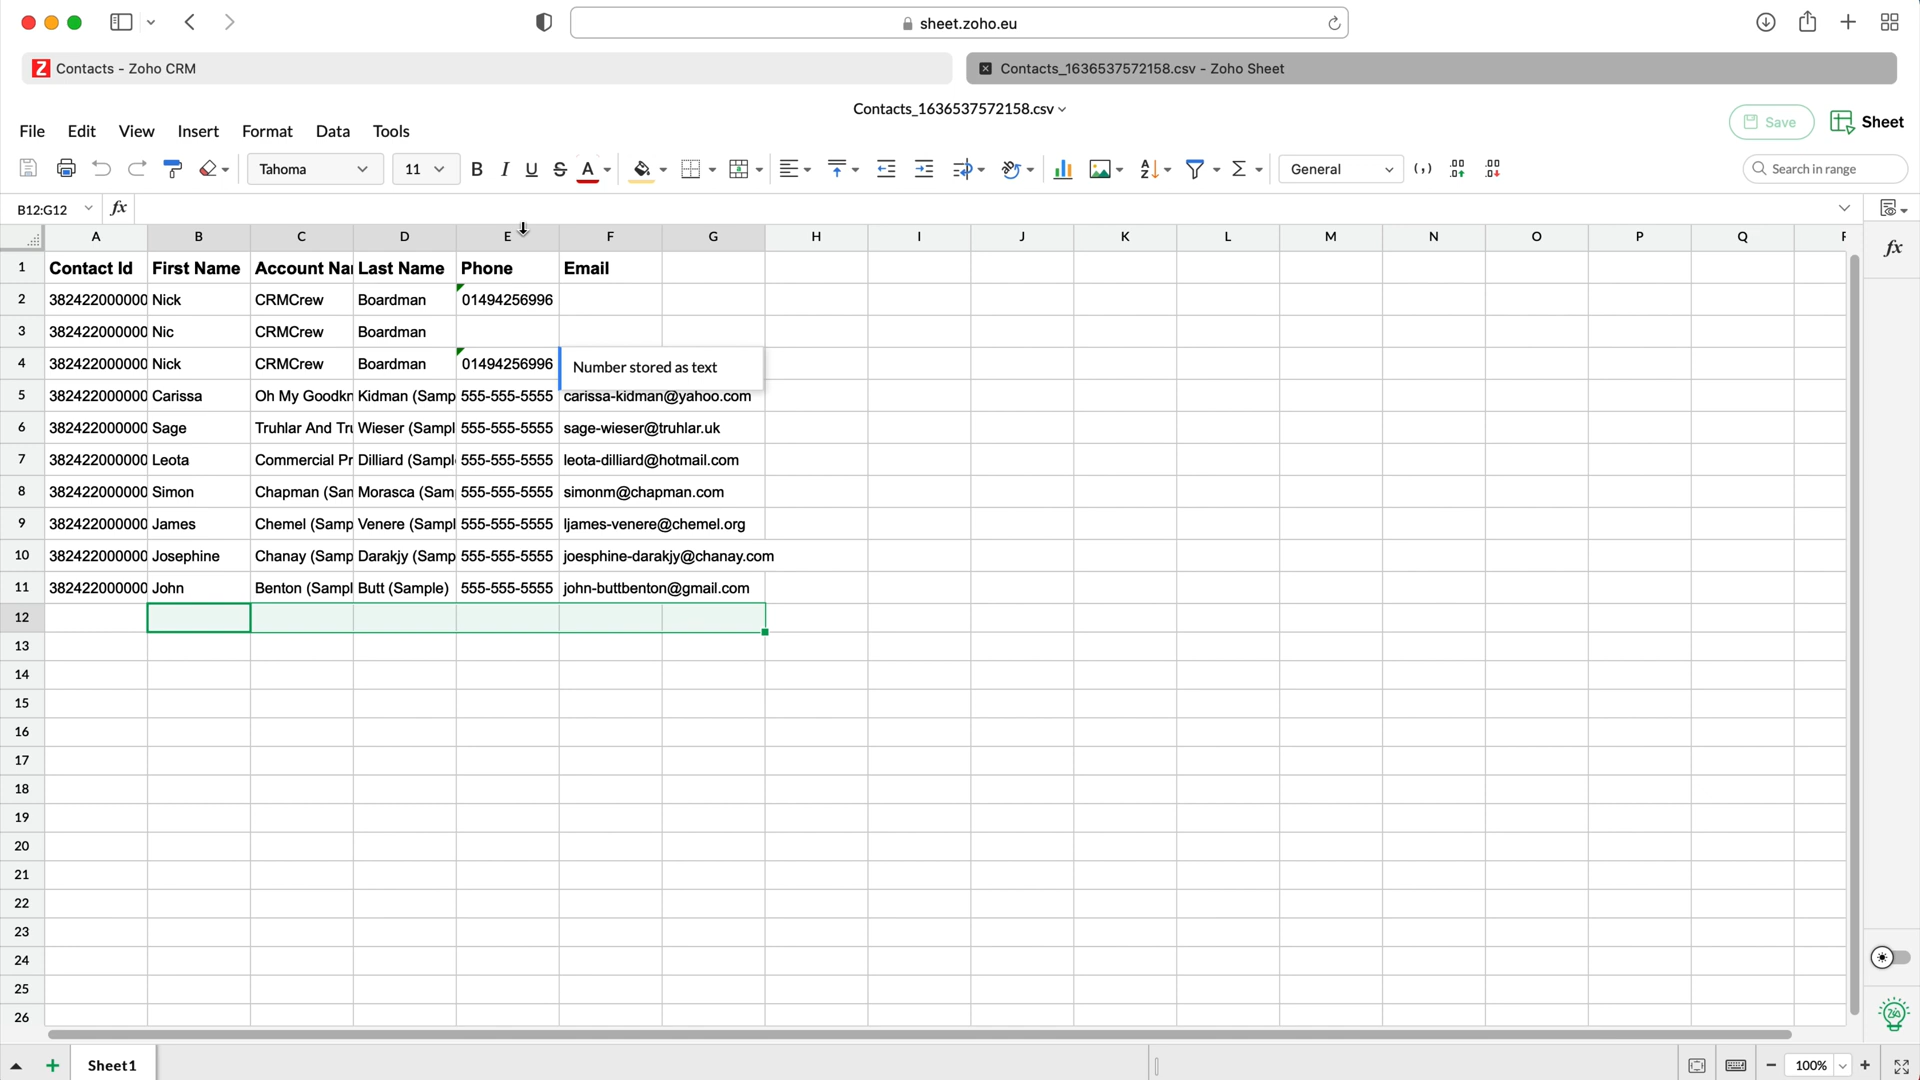 sheet.zoho.eu
Contacts - Zoho CRM
Contacts_1636537572158.csv - Zoho Sheet
Contacts_1636537572158.csv
File Edit View Insert Format Data Tools
Save
Sheet
Tahoma 11 B I U S A General Search in range
B12:G12 fx
A B C D E F G H I J K L M N O P Q
1 Contact Id First Name Account Nar Last Name Phone Email
2 382422000000 Nick CRMCrew Boardman 01494256996
3 382422000000 Nic CRMCrew Boardman
4 382422000000 Nick CRMCrew Boardman 01494256996 Number stored as text
5 382422000000 Carissa Oh My Goodkn Kidman (Samp 555-555-5555 carissa-kidman@yahoo.com
6 382422000000 Sage Truhlar And Tru Wieser (Sampl 555-555-5555 sage-wieser@truhlar.uk
7 382422000000 Leota Commercial Pr Dilliard (Sampl 555-555-5555 leota-dilliard@hotmail.com
8 382422000000 Simon Chapman (San Morasca (Sam 555-555-5555 simonm@chapman.com
9 382422000000 James Chemel (Samp Venere (Sampl 555-555-5555 ljames-venere@chemel.org
10 382422000000 Josephine Chanay (Samp Darakjy (Samp 555-555-5555 joesphine-darakjy@chanay.com
11 382422000000 John Benton (Sampl Butt (Sample) 555-555-5555 john-buttbenton@gmail.com
12
13
14
15
16
17
18
19
20
21
22
23
24
25
26
Sheet1
100%